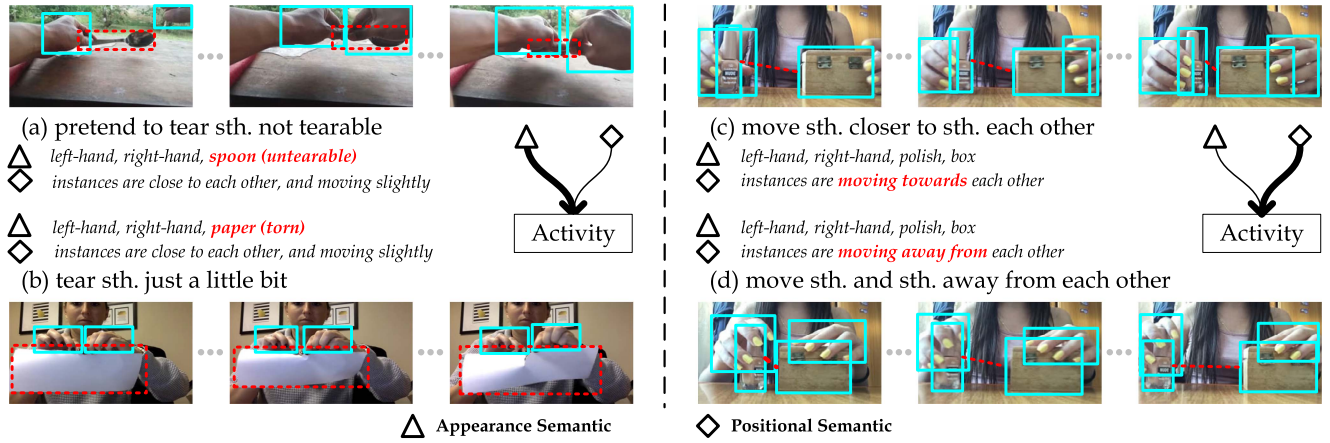 (a) pretend to tear sth. not tearable
left-hand, right-hand, spoon (untearable)
instances are close to each other, and moving slightly
left-hand, right-hand, paper (torn)
instances are close to each other, and moving slightly
(b) tear sth. just a little bit
Activity
(c) move sth. closer to sth. each other
left-hand, right-hand, polish, box
instances are moving towards each other
left-hand, right-hand, polish, box
instances are moving away from each other
(d) move sth. and sth. away from each other
Activity
Appearance Semantic
Positional Semantic